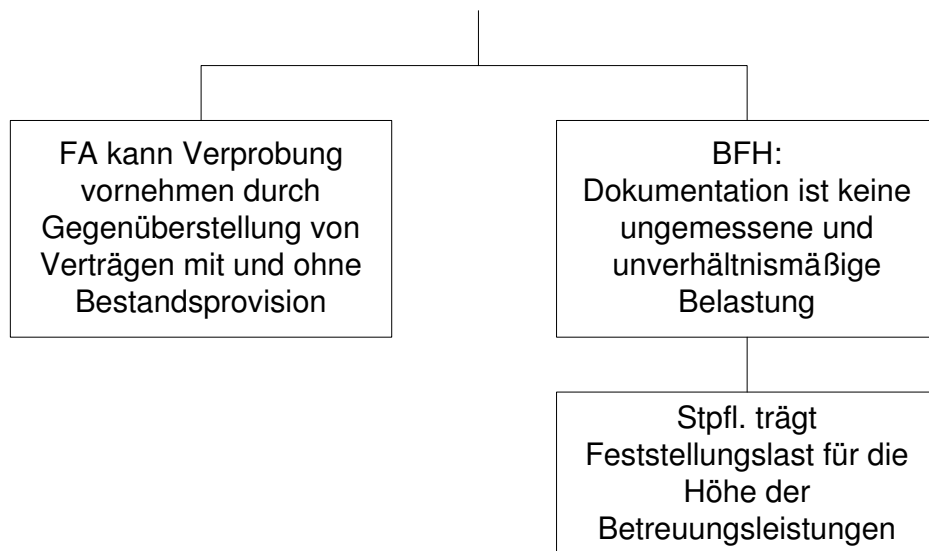 FA kann Verprobung
vornehmen durch
Gegenüberstellung von
Verträgen mit und ohne
Bestandsprovision
BFH:
Dokumentation ist keine
ungemessene und
unverhältnismäßige
Belastung
Stpfl. trägt
Feststellungslast für die
Höhe der
Betreuungsleistungen